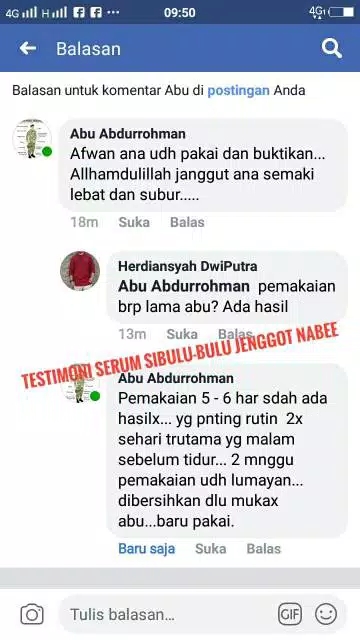 4G H 09:50 4G
Balasan
Balasan untuk komentar Abu di postingan Anda
Abu Abdurrohman
Afwan ana udh pakai dan buktikan...
Allhamdulillah janggut ana semaki
lebat dan subur.....
18m Suka Balas
Herdiansyah DwiPutra
Abu Abdurrohman pemakaian
brp lama abu? Ada hasil
13m Suka Balas
TESTIMONI SERUM SIBULU-BULU JENGGOT NABEE
Abu Abdurrohman
Pemakaian 5 - 6 har sdah ada
hasilx... yg pnting rutin 2x
sehari trutama yg malam
sebelum tidur... 2 mnggu
pemakaian udh lumayan...
dibersihkan dlu mukax
abu...baru pakai.
Baru saja Suka Balas
Tulis balasan...
GIF